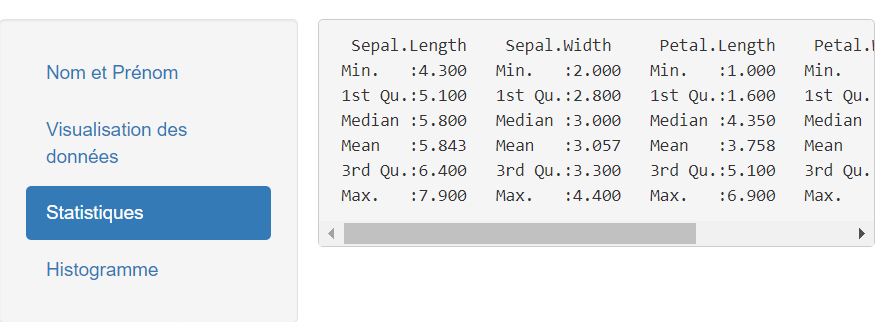 Nom et Prénom
Visualisation des
données
Statistiques
Histogramme
Sepal.Length Sepal.Width Petal.Length Petal.
Min. :4.300 Min. :2.000 Min. :1.000 Min.
1st Qu.:5.100 1st Qu.:2.800 1st Qu.:1.600 1st Qu.
Median :5.800 Median :3.000 Median :4.350 Median
Mean :5.843 Mean :3.057 Mean :3.758 Mean
3rd Qu.:6.400 3rd Qu.:3.300 3rd Qu.:5.100 3rd Qu.
Max. :7.900 Max. :4.400 Max. :6.900 Max.